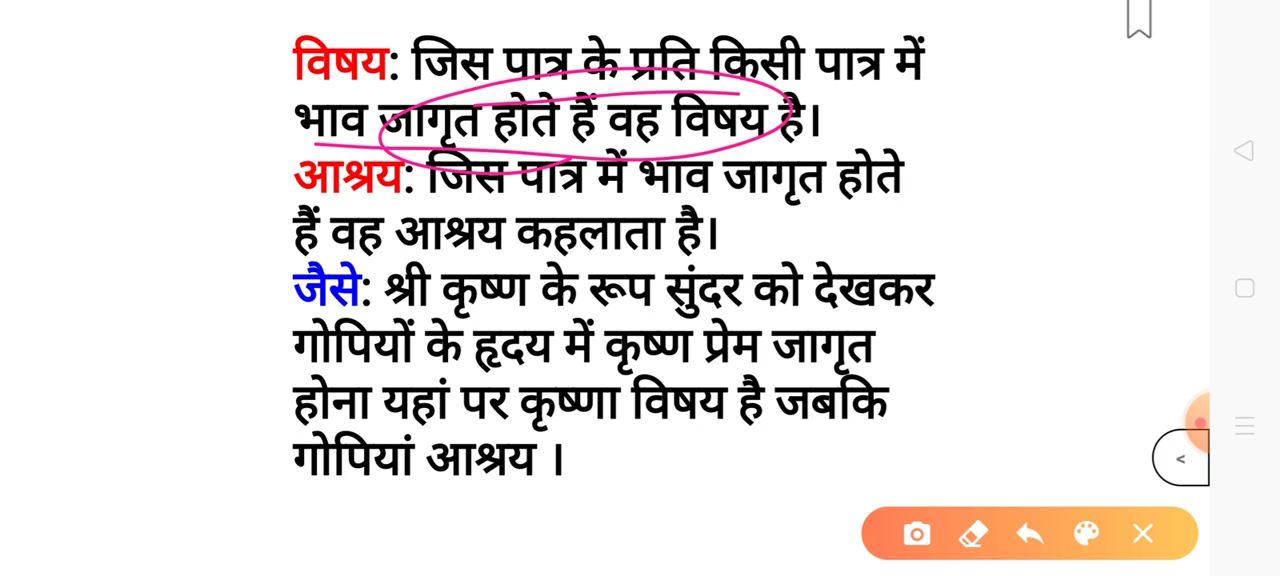 विषय: जिस पात्र के प्रति किसी पात्र में
भाव जागृत होते हैं वह विषय है।
आश्रय: जिस पात्र में भाव जागृत होते
हैं वह आश्रय कहलाता है।
जैसे: श्री कृष्ण के रूप सुंदर को देखकर
गोपियों के हृदय में कृष्ण प्रेम जागृत
होना यहां पर कृष्णा विषय है जबकि
गोपियां आश्रय ।